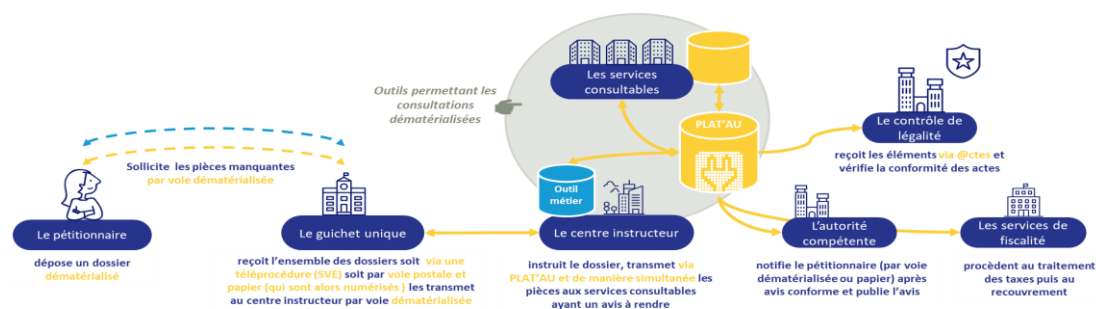 Outils permettant les
consultations
dématérialisées
Les services
consultables
PLAT'AU
Le contrôle de
légalité
reçoit les éléments via @ctes et
vérifie la conformité des actes
Sollicite les pièces manquantes
par voie dématérialisée
Outil
métier
Le pétitionnaire
dépose un dossier
dématérialisé
Le guichet unique
reçoit l'ensemble des dossiers soit via une
téléprocédure (SVE) soit par voie postale et
papier (qui sont alors numérisés) les transmet
au centre instructeur par voie dématérialisée
Le centre instructeur
instruit le dossier, transmet via
PLAT'AU et de manière simultanée les
pièces aux services consultables
ayant un avis à rendre
L'autorité
compétente
notifie le pétitionnaire (par voie
dématérialisée ou papier) après
avis conforme et publie l'avis
Les services de
fiscalité
procèdent au traitement
des taxes puis au
recouvrement